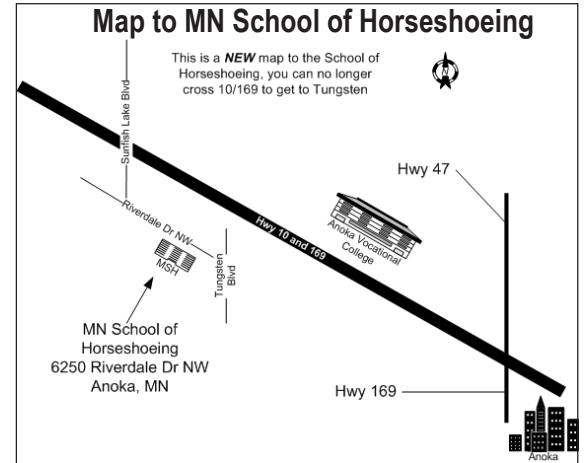 Map to MN School of Horseshoeing
This is a NEW map to the School of
Horseshoeing, you can no longer
cross 10/169 to get to Tungsten
Sunfish Lake Blvd
Hwy 47
Riverdale Dr NW
Hwy 10 and 169
Anoka Vocational
College
MSH
Tungsten
Blvd
MN School of
Horseshoeing
6250 Riverdale Dr NW
Anoka, MN
Hwy 169
Anoka